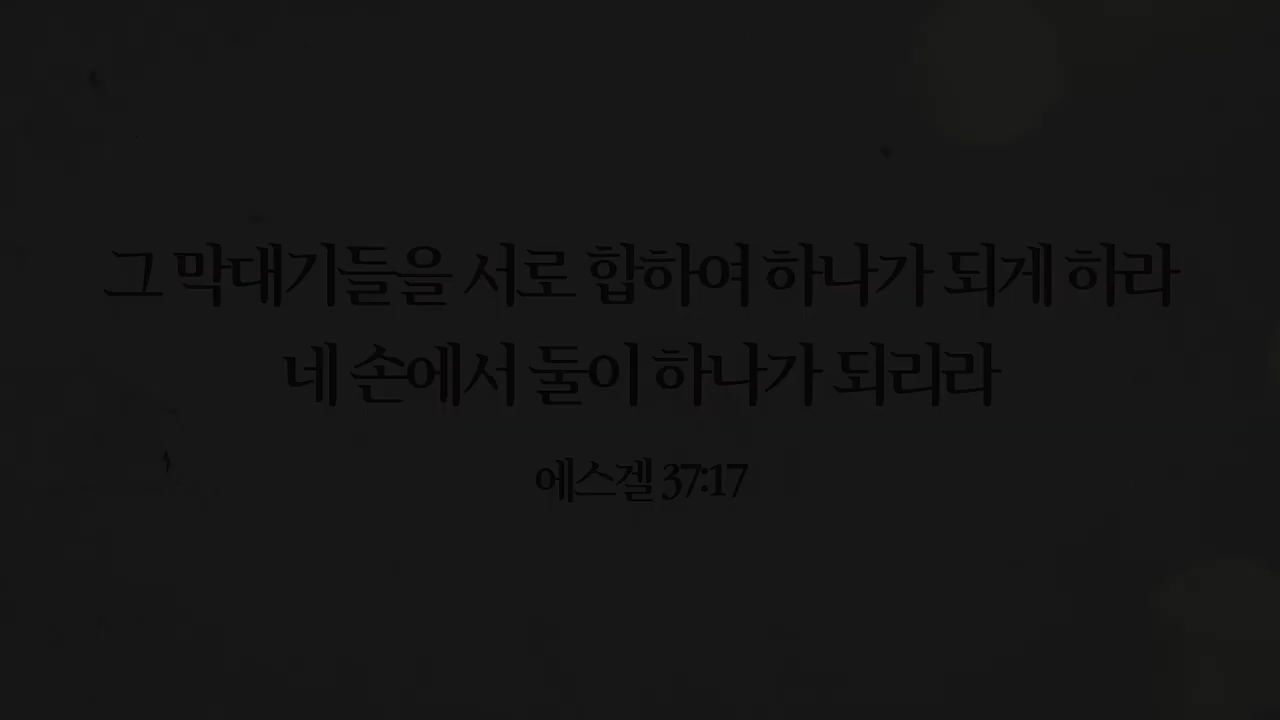 그 막대기들을 서로 합하여 하나가 되게 하라
네 손에서 둘이 하나가 되리라
에스겔 37:17